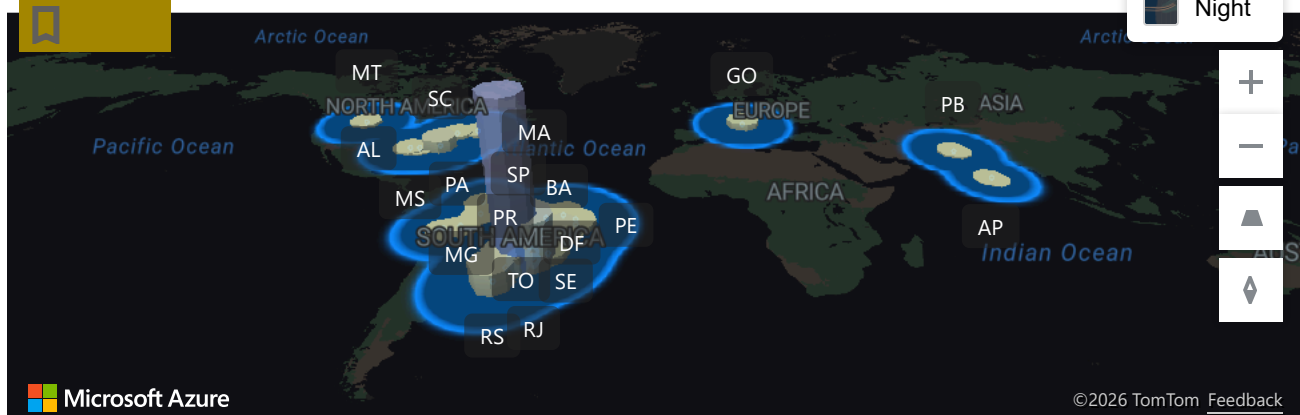 Night
Arctic Ocean
Arctic Ocean
MT
GO
SC
NORTH AMERICA
EUROPE
PB
ASIA
MA
AL
Pacific Ocean
SP
PA
BA
MS
AFRICA
PR
PE
SOUTH AMERICA
DF
AP
MG
Indian Ocean
TO
SE
RS
RJ
Microsoft Azure
©2026 TomTom Feedback